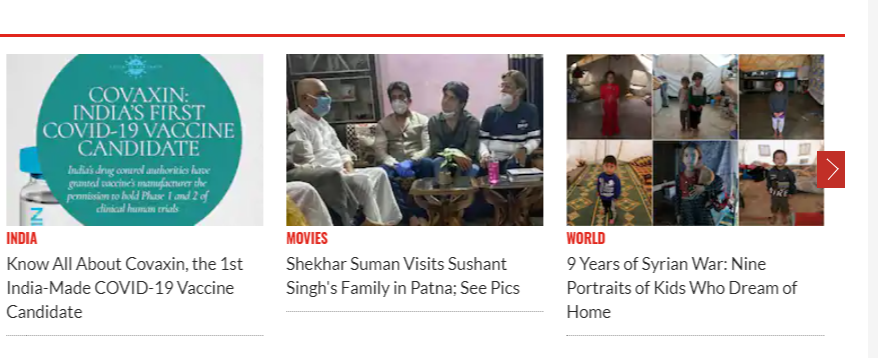 COVAXIN:
INDIA'S FIRST
COVID-19 VACCINE
CANDIDATE
India's drug control authorities have
granted vaccine's manufacturer the
permission to hold Phase 1 and 2 of
clinical human trials
INDIA
Know All About Covaxin, the 1st
India-Made COVID-19 Vaccine
Candidate
MOVIES
Shekhar Suman Visits Sushant
Singh's Family in Patna; See Pics
WORLD
9 Years of Syrian War: Nine
Portraits of Kids Who Dream of
Home